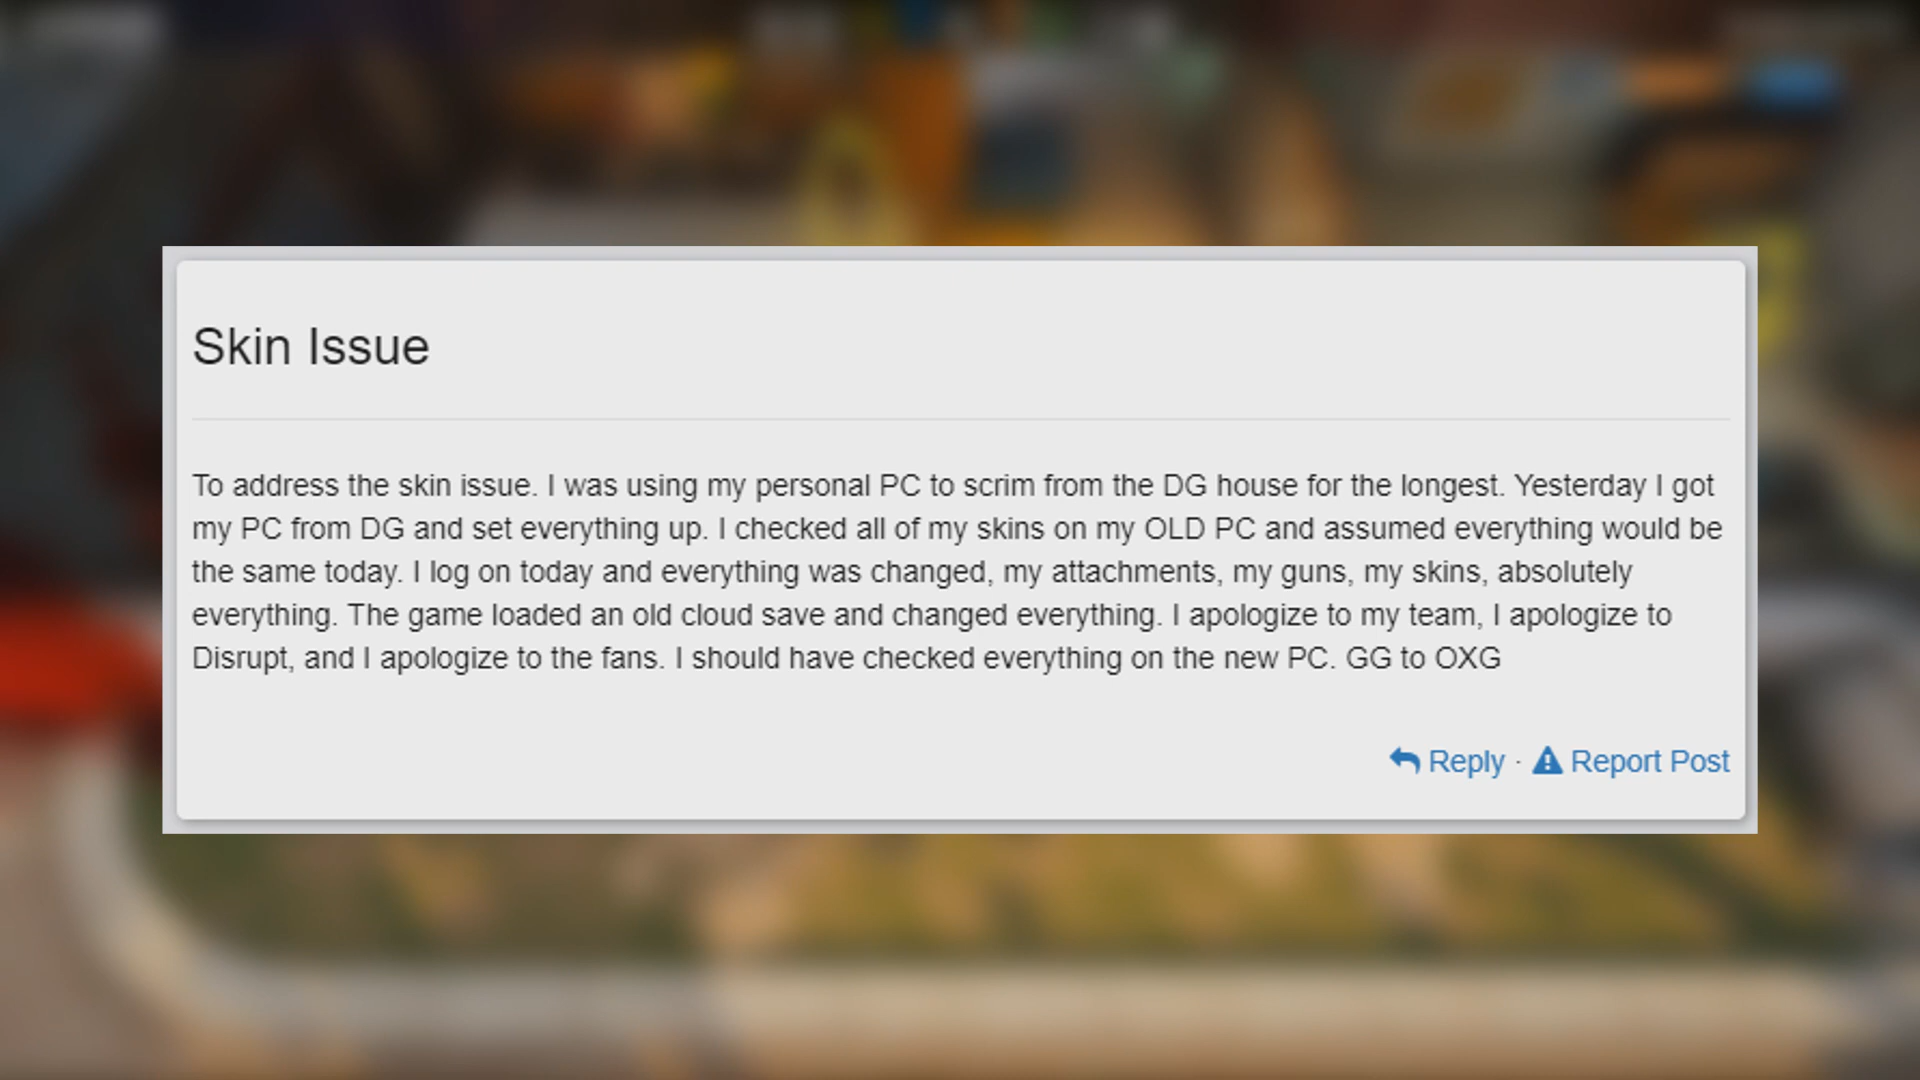 Skin Issue
To address the skin issue. I was using my personal PC to scrim from the DG house for the longest. Yesterday I got
my PC from DG and set everything up. I checked all of my skins on my OLD PC and assumed everything would be
the same today. I log on today and everything was changed, my attachments, my guns, my skins, absolutely
everything. The game loaded an old cloud save and changed everything. I apologize to my team, I apologize to
Disrupt, and I apologize to the fans. I should have checked everything on the new PC. GG to OXG
Reply · Report Post